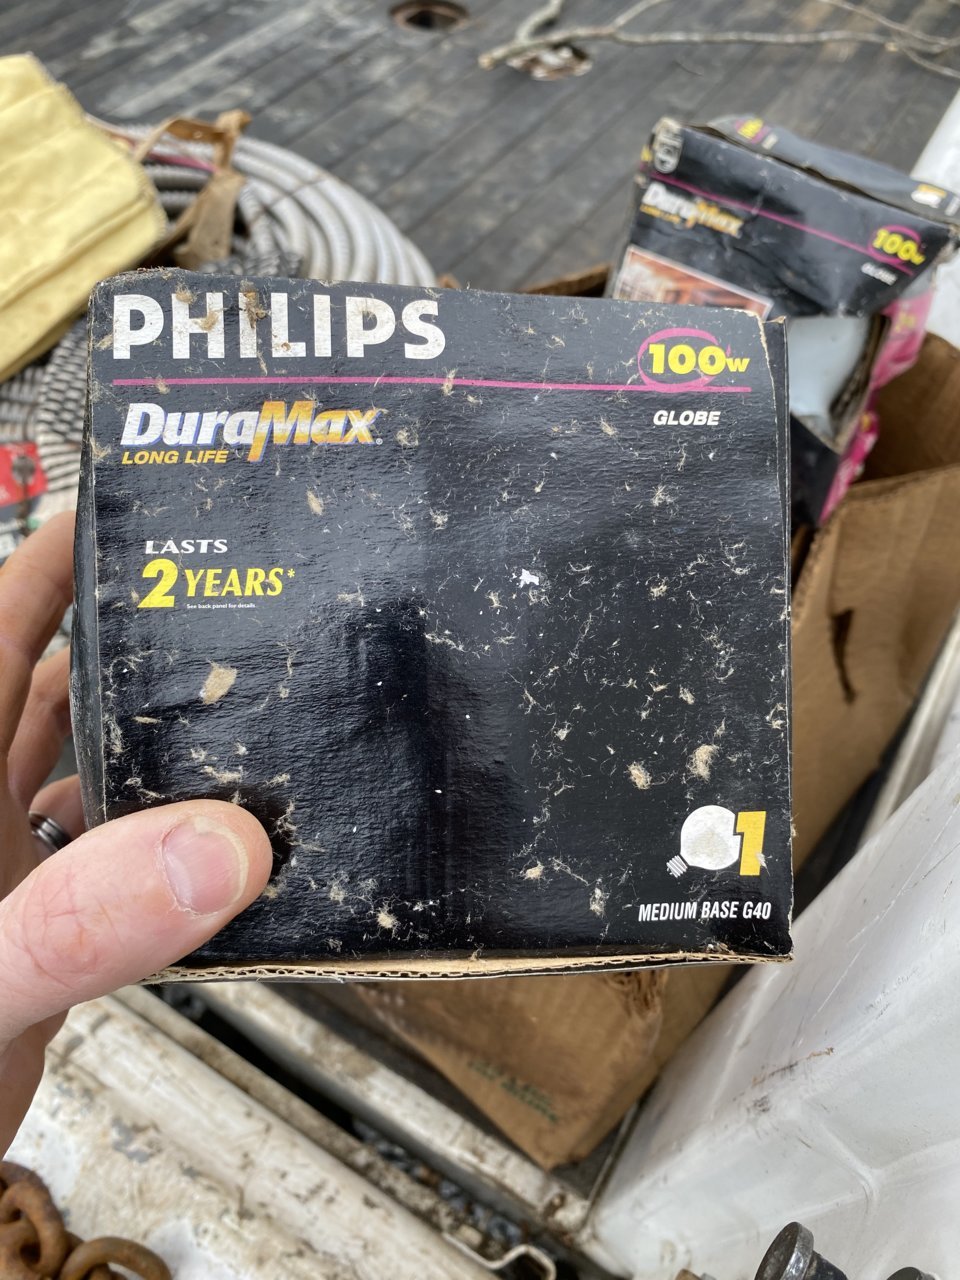 PHILIPS
100w
GLOBE
DuraMax
LONG LIFE
LASTS
2 YEARS*
See back panel for details
1
MEDIUM BASE G40
DuraMax
LONG LIFE
100w
GLOBE